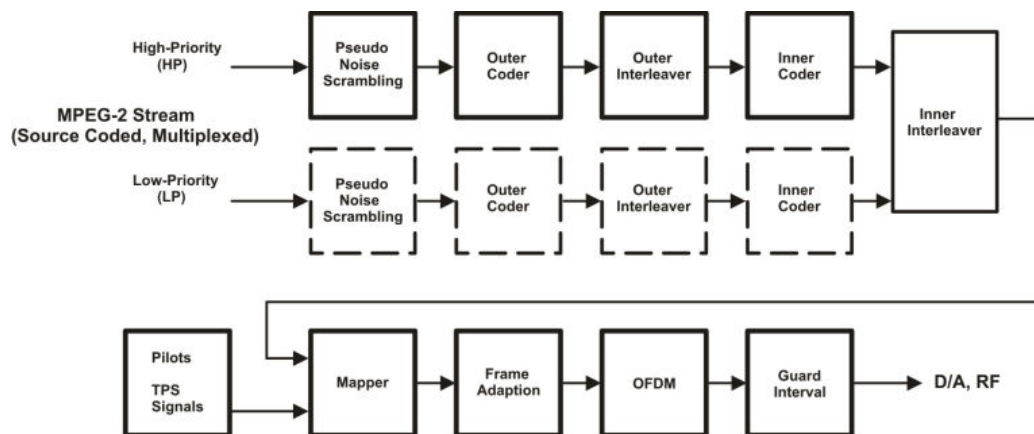 High-Priority
(HP)
Pseudo
Noise
Scrambling
Outer
Coder
Outer
Interleaver
Inner
Coder
Inner
Interleaver
MPEG-2 Stream
(Source Coded, Multiplexed)
Low-Priority
(LP)
Pseudo
Noise
Scrambling
Outer
Coder
Outer
Interleaver
Inner
Coder
Pilots
TPS
Signals
Mapper
Frame
Adaption
OFDM
Guard
Interval
D/A, RF